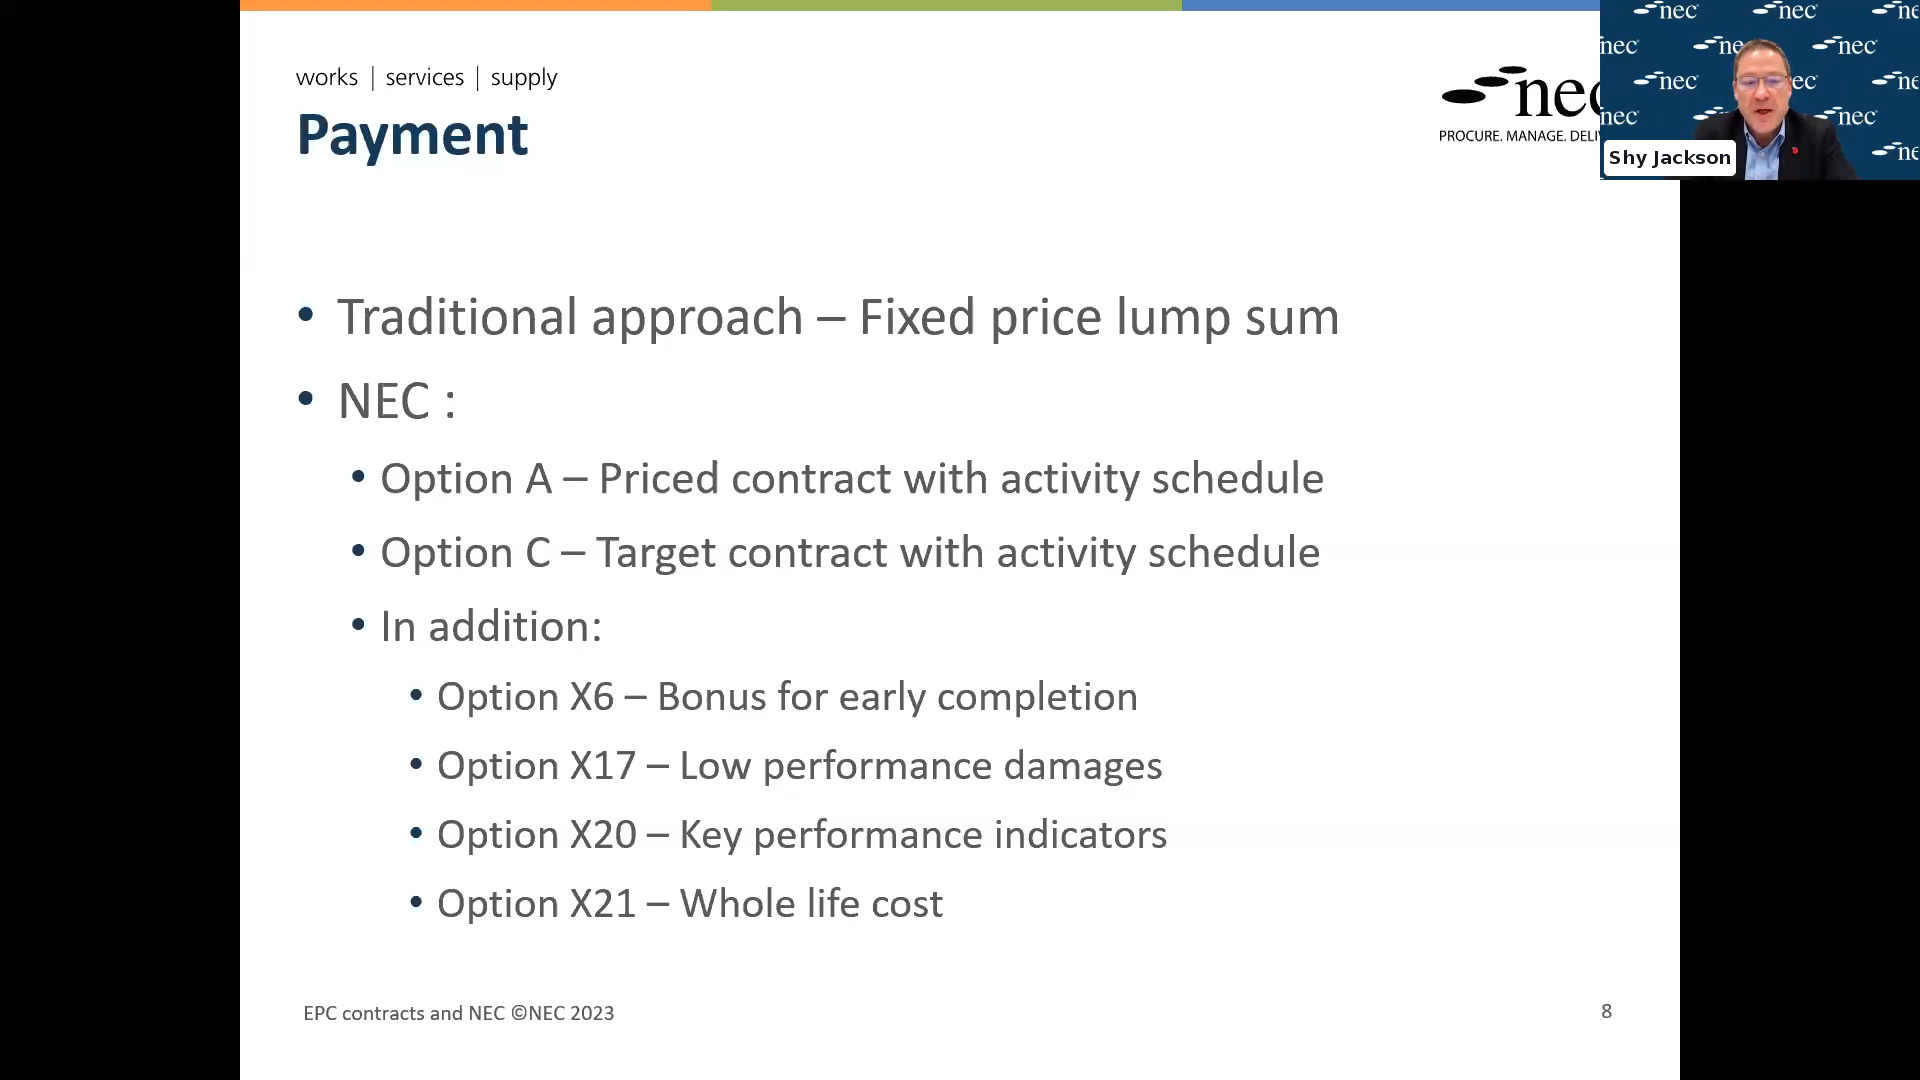 works | services | supply
Payment
nec
PROCURE. MANAGE. DELIV
Shy Jackson
• Traditional approach – Fixed price lump sum
• NEC :
• Option A – Priced contract with activity schedule
• Option C – Target contract with activity schedule
• In addition:
• Option X6 – Bonus for early completion
• Option X17 – Low performance damages
• Option X20 – Key performance indicators
• Option X21 – Whole life cost
EPC contracts and NEC ©NEC 2023
8